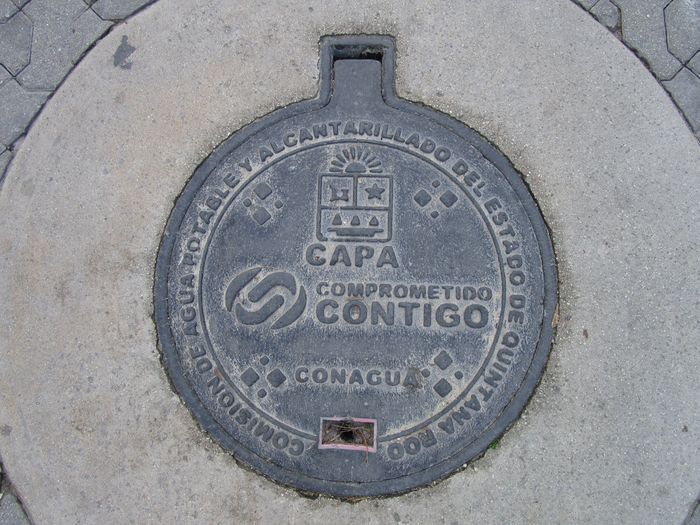 COMISION DE AGUA POTABLE Y ALCANTARILLADO DEL ESTADO DE QUINTANA ROO
CAPA
COMPROMETIDO
CONTIGO
CONAGUA